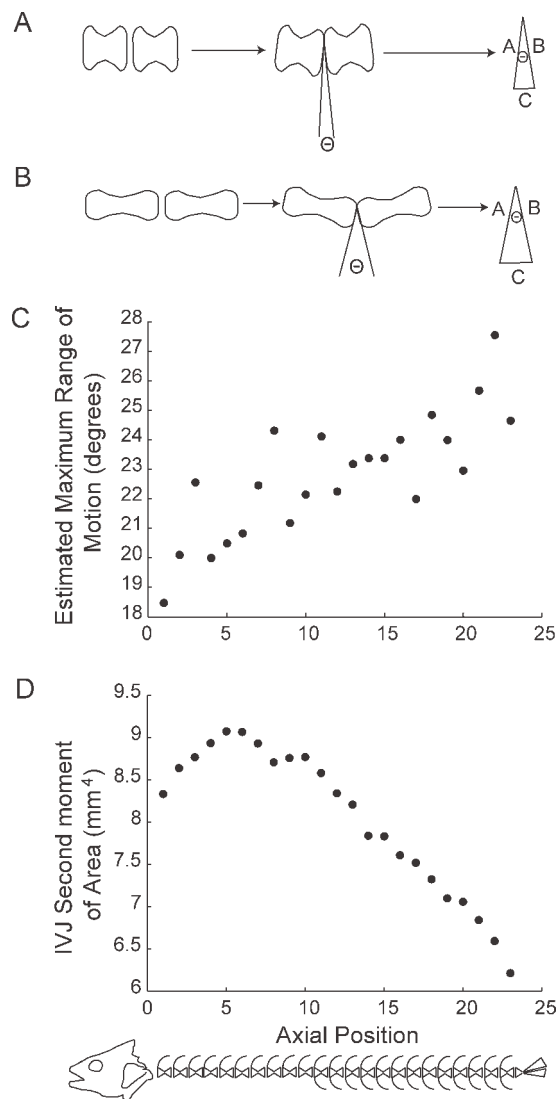 A
A B
Θ
Θ
C
B
A B
Θ
Θ
C
C
Estimated Maximum Range of
Motion (degrees)
28
27
26
25
24
23
22
21
20
19
18
0 5 10 15 20 25
D
IVJ Second moment
of Area (mm⁴)
9.5
9
8.5
8
7.5
7
6.5
6
0 5 10 15 20 25
Axial Position